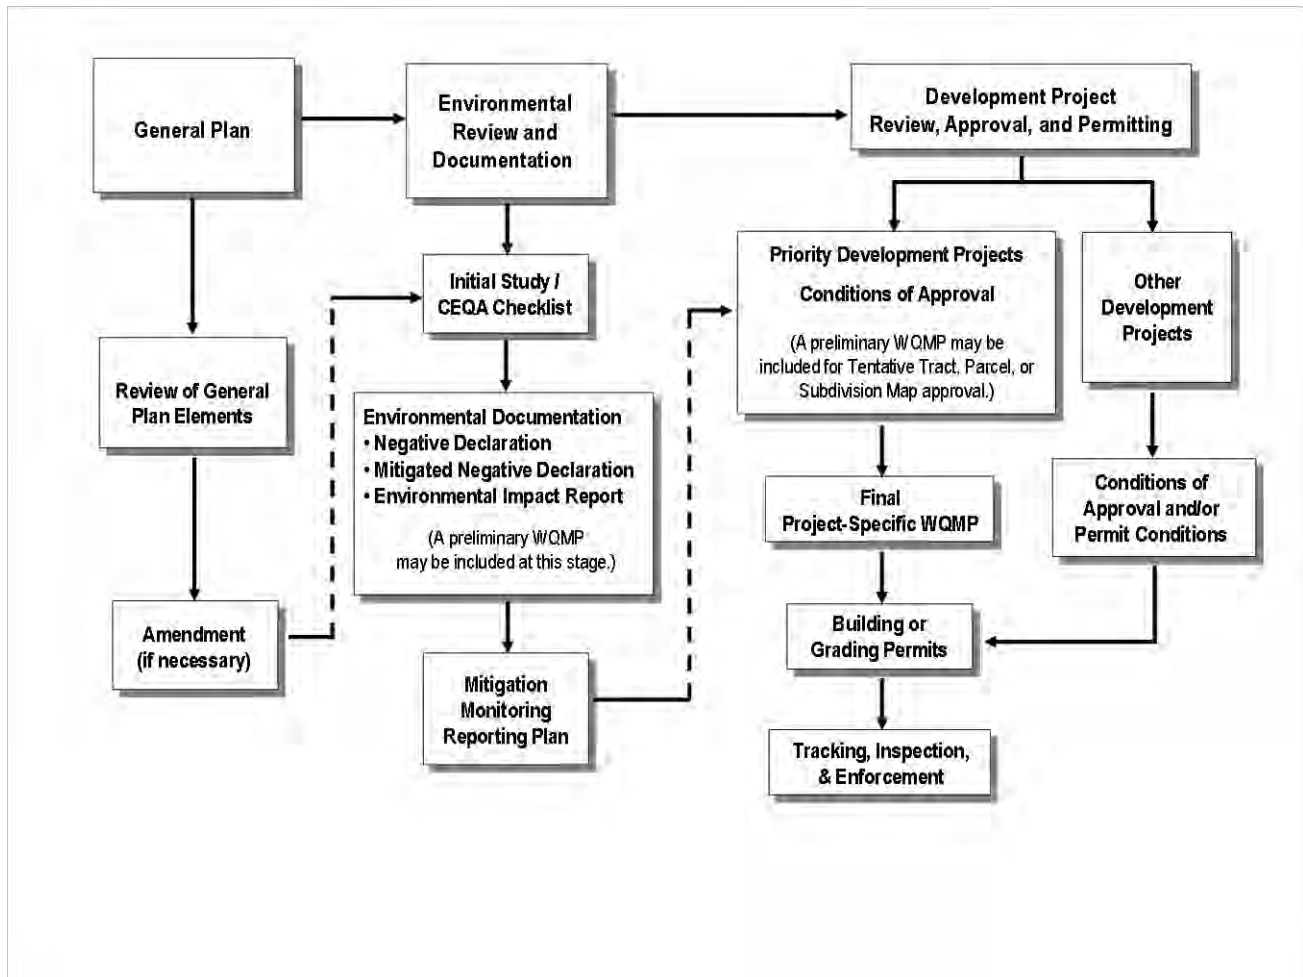 General Plan
Environmental
Review and
Documentation
Development Project
Review, Approval, and Permitting
Review of General
Plan Elements
Amendment
(if necessary)
Initial Study /
CEQA Checklist
Environmental Documentation
• Negative Declaration
• Mitigated Negative Declaration
• Environmental Impact Report
(A preliminary WQMP
may be included at this stage.)
Mitigation
Monitoring
Reporting Plan
Priority Development Projects
Conditions of Approval
(A preliminary WQMP may be
included for Tentative Tract, Parcel, or
Subdivision Map approval.)
Final
Project-Specific WQMP
Building or
Grading Permits
Tracking, Inspection,
& Enforcement
Other
Development
Projects
Conditions of
Approval and/or
Permit Conditions